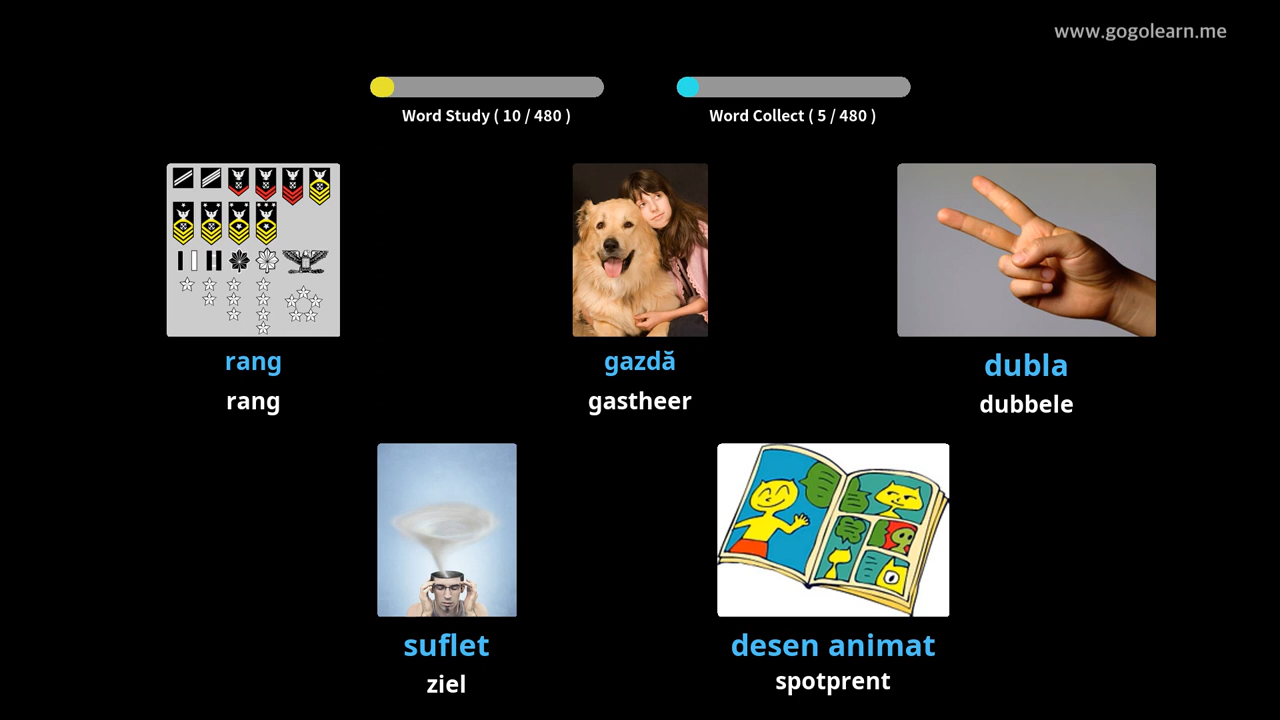 www.gogolearn.me
Word Study ( 10 / 480 )
Word Collect ( 5 / 480 )
rang
rang
gazdă
gastheer
dubla
dubbele
suflet
ziel
desen animat
spotprent